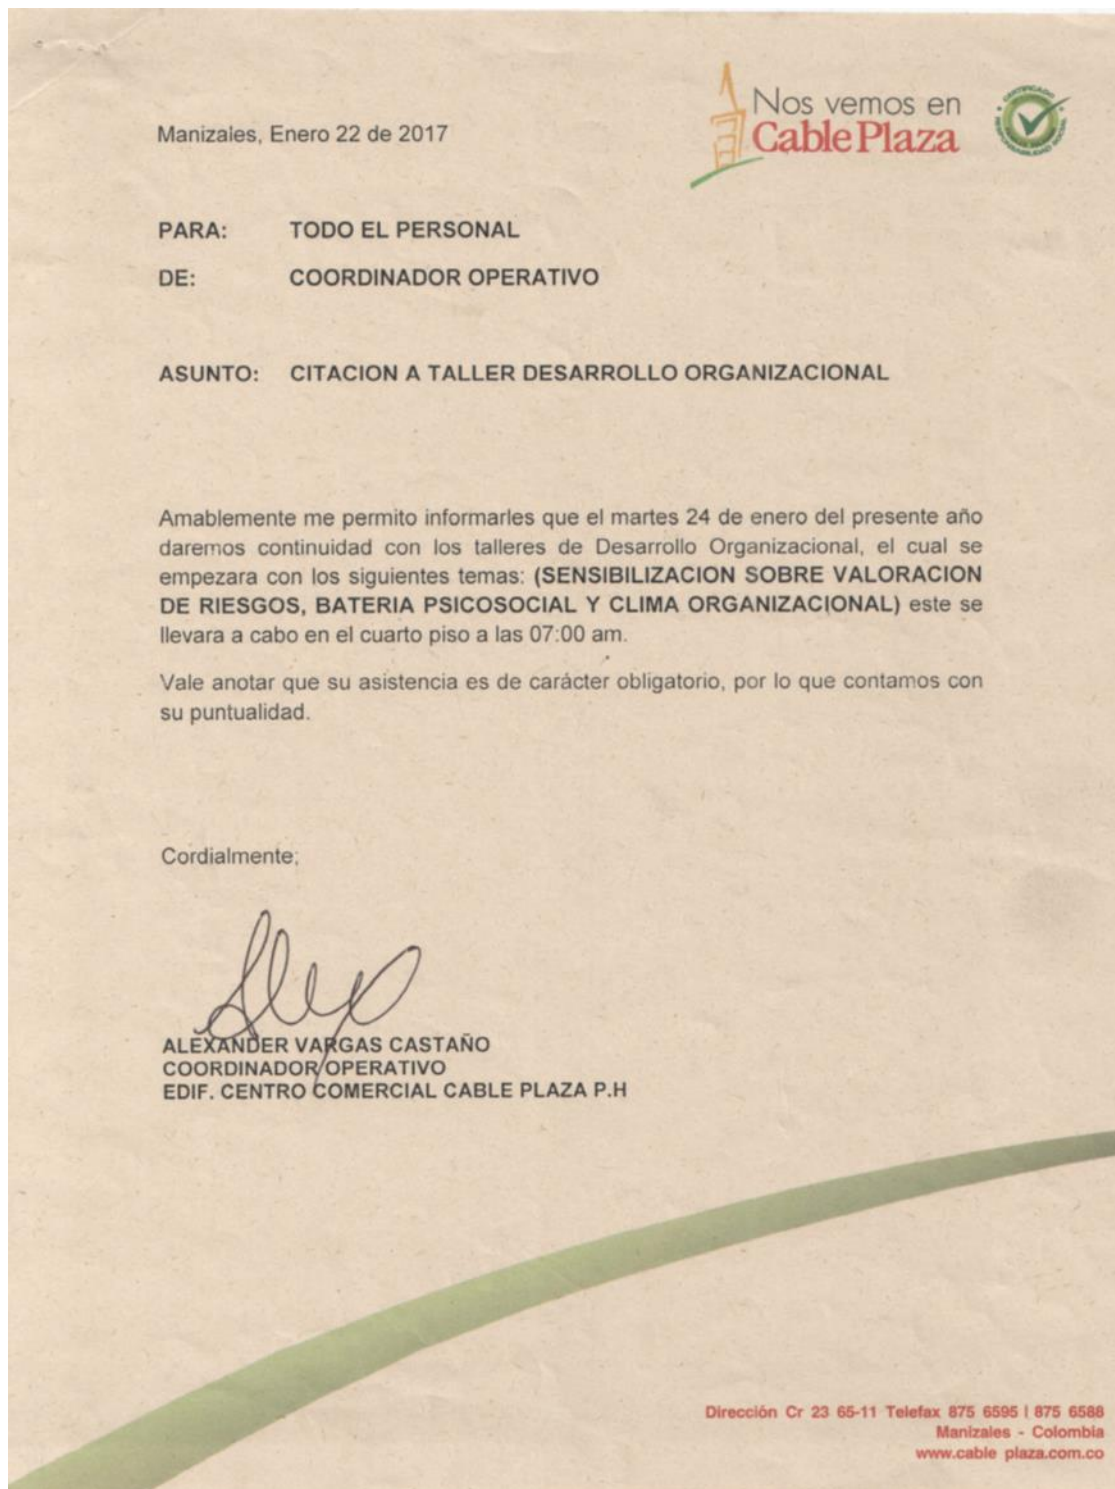 Nos vemos en
Cable Plaza
CERTIFICADO
RESPONSABILIDAD SOCIAL
Manizales, Enero 22 de 2017
PARA: TODO EL PERSONAL
DE: COORDINADOR OPERATIVO
ASUNTO: CITACION A TALLER DESARROLLO ORGANIZACIONAL
Amablemente me permito informarles que el martes 24 de enero del presente año
daremos continuidad con los talleres de Desarrollo Organizacional, el cual se
empezara con los siguientes temas: (SENSIBILIZACION SOBRE VALORACION
DE RIESGOS, BATERIA PSICOSOCIAL Y CLIMA ORGANIZACIONAL) este se
llevara a cabo en el cuarto piso a las 07:00 am.
Vale anotar que su asistencia es de carácter obligatorio, por lo que contamos con
su puntualidad.
Cordialmente;
Alex
ALEXANDER VARGAS CASTAÑO
COORDINADOR OPERATIVO
EDIF. CENTRO COMERCIAL CABLE PLAZA P.H
Dirección Cr 23 65-11 Telefax 875 6595 | 875 6588
Manizales - Colombia
www.cable plaza.com.co